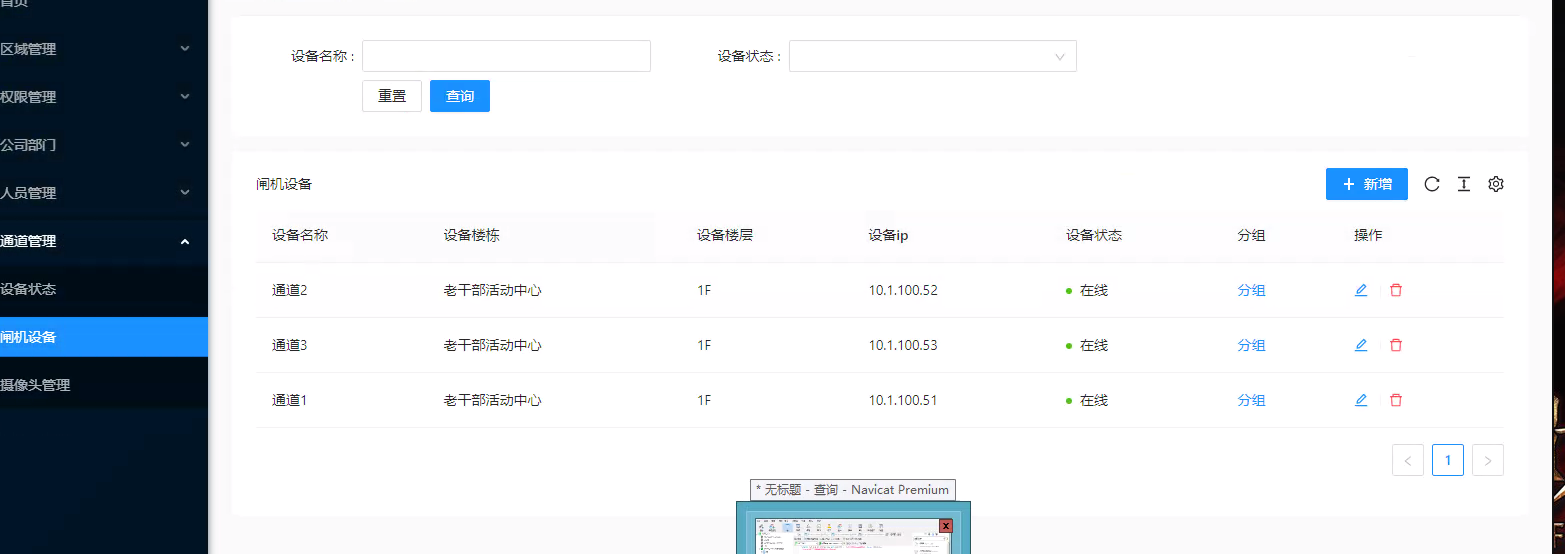 首页
区域管理
权限管理
公司部门
人员管理
通道管理
设备状态
闸机设备
摄像头管理
设备名称 :
设备状态 :
重置 查询
闸机设备
+ 新增
设备名称 设备楼栋 设备楼层 设备ip 设备状态 分组 操作
通道2 老干部活动中心 1F 10.1.100.52 在线 分组
通道3 老干部活动中心 1F 10.1.100.53 在线 分组
通道1 老干部活动中心 1F 10.1.100.51 在线 分组
< 1 >
* 无标题 - 查询 - Navicat Premium